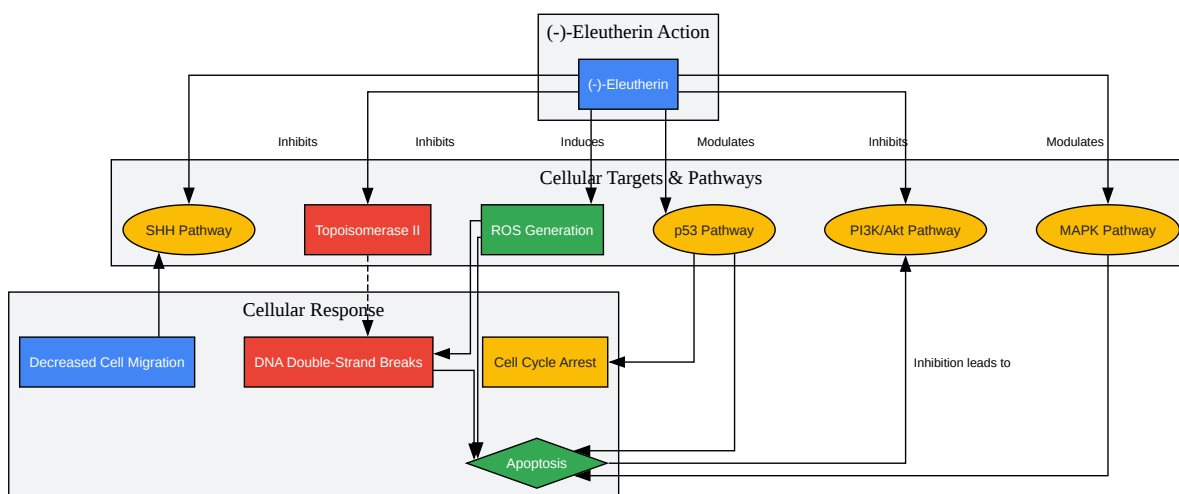 (-)-Eleutherin Action
(-)-Eleutherin
Inhibits
Inhibits
Induces
Modulates
Inhibits
Modulates
Cellular Targets & Pathways
SHH Pathway
Topoisomerase II
ROS Generation
p53 Pathway
PI3K/Akt Pathway
MAPK Pathway
Cellular Response
Decreased Cell Migration
DNA Double-Strand Breaks
Cell Cycle Arrest
Inhibition leads to
Apoptosis